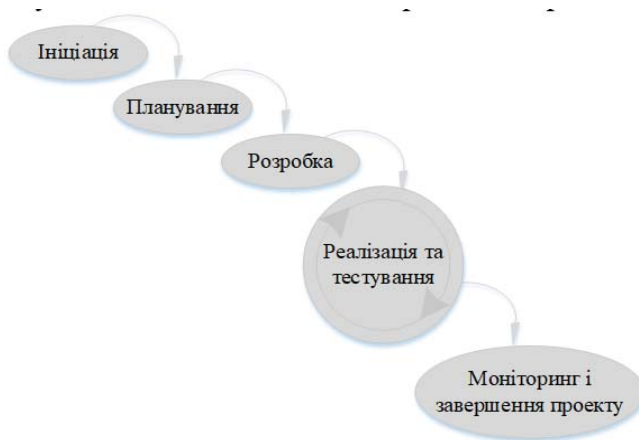 Ініціація
Планування
Розробка
Реалізація та
тестування
Моніторинг і
завершення проекту